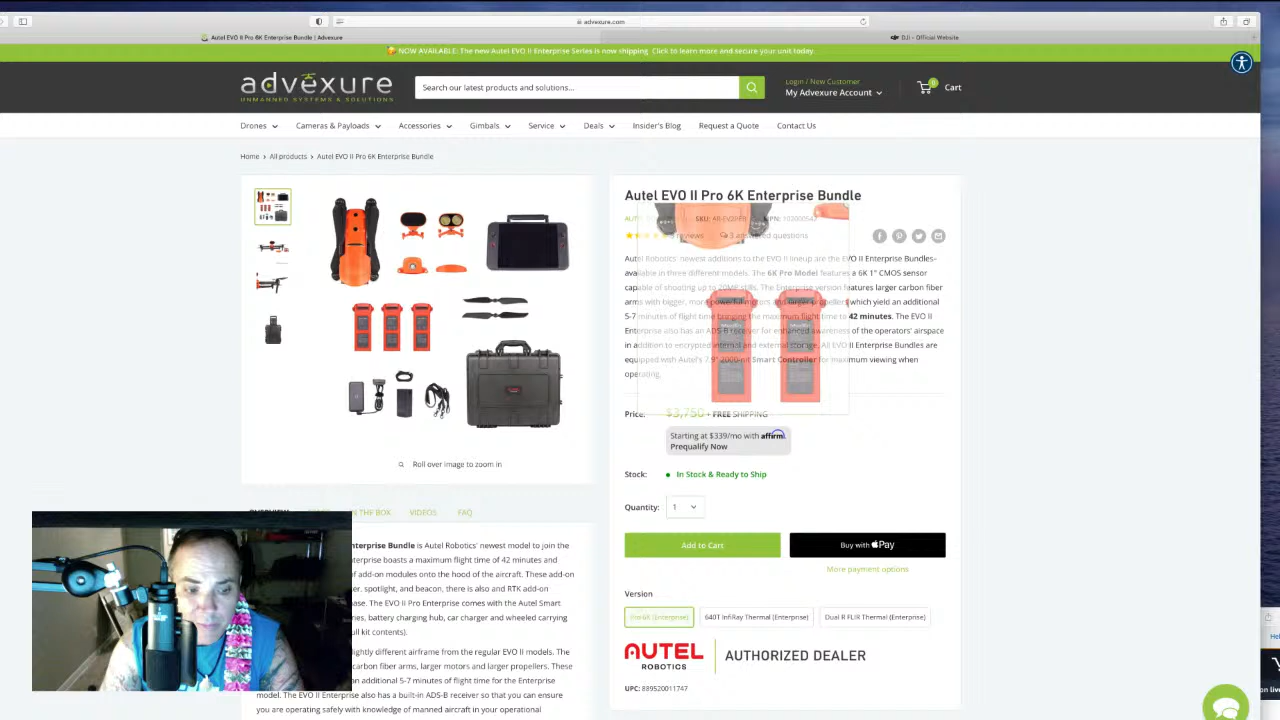 advexure.com
Autel EVO II Pro 6K Enterprise Bundle | Advexure
DJI - Official Website
NOW AVAILABLE: The new Autel EVO II Enterprise Series is now shipping. Click to learn more and secure your unit today.
advexure
UNMANNED SYSTEMS & SOLUTIONS
Search our latest products and solutions...
Login / New Customer
My Advexure Account
0
Cart
Drones
Cameras & Payloads
Accessories
Gimbals
Service
Deals
Insider's Blog
Request a Quote
Contact Us
Home › All products › Autel EVO II Pro 6K Enterprise Bundle
Autel EVO II Pro 6K Enterprise Bundle
SKU:
reviews
3 answered questions
Autel Robotics' newest additions to the EVO II lineup are the EVO II Enterprise Bundles–
available in three different models. The 6K Pro Model features a 6K 1" CMOS sensor
capable of shooting up to 20MP stills. The Enterprise version features larger carbon fiber
arms with bigger, more powerful motors and larger propellers which yield an additional
5-7 minutes of flight time bringing the maximum flight time to 42 minutes. The EVO II
Enterprise also has an ADS-B receiver for enhanced awareness of the operators' airspace
in addition to encrypted internal and external storage. All EVO II Enterprise Bundles are
equipped with Autel's 7.9" 2000-nit Smart Controller for maximum viewing when
operating.
Price: $3,750 + FREE SHIPPING
Starting at $339/mo with affirm.
Prequalify Now
Stock: In Stock & Ready to Ship
Quantity: 1
Add to Cart
Buy with Pay
More payment options
Version
Pro 6K (Enterprise)
640T InfiRay Thermal (Enterprise)
Dual R FLIR Thermal (Enterprise)
AUTEL
ROBOTICS
AUTHORIZED DEALER
UPC: 889520011747
Roll over image to zoom in
OVERVIEW
N THE BOX
VIDEOS
FAQ
nterprise Bundle is Autel Robotics' newest model to join the
nterprise boasts a maximum flight time of 42 minutes and
f add-on modules onto the hood of the aircraft. These add-on
er, spotlight, and beacon, there is also and RTK add-on
ase. The EVO II Pro Enterprise comes with the Autel Smart
nes, battery charging hub, car charger and wheeled carrying
ull kit contents).
lightly different airframe from the regular EVO II models. The
carbon fiber arms, larger motors and larger propellers. These
an additional 5-7 minutes of flight time for the Enterprise
model. The EVO II Enterprise also has a built-in ADS-B receiver so that you can ensure
you are operating safely with knowledge of manned aircraft in your operational
Hel
on live